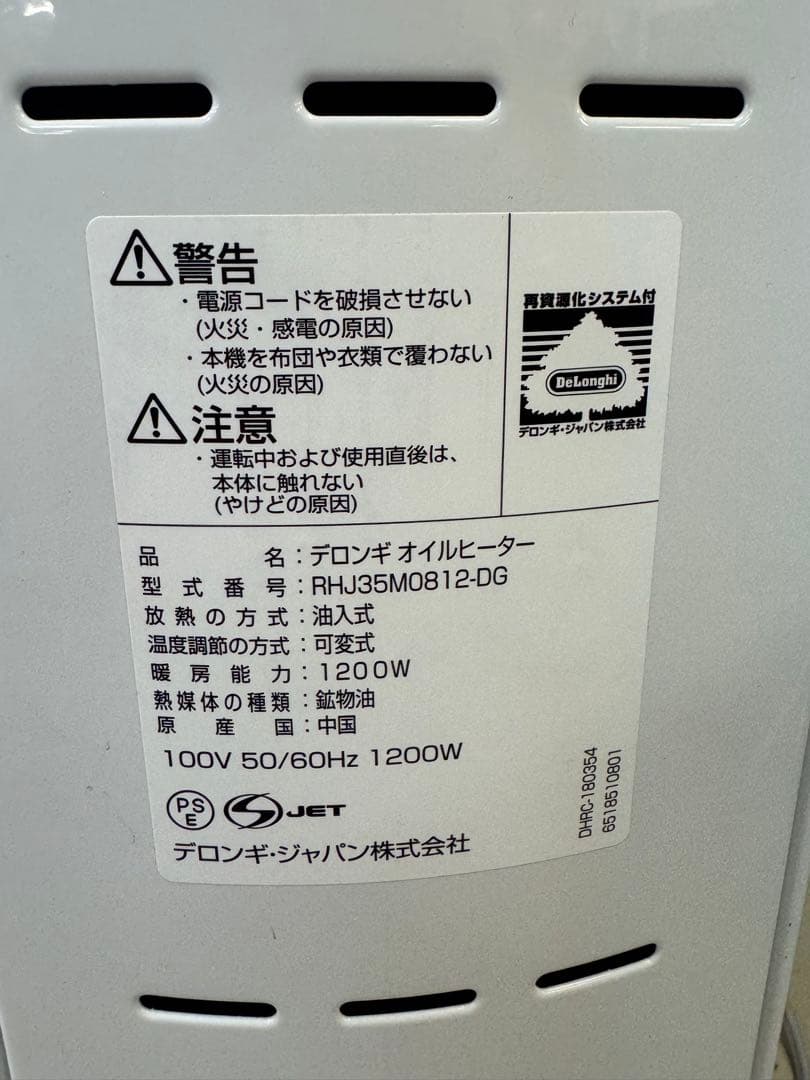 警告
・電源コードを破損させない
(火災・感電の原因)
・本機を布団や衣類で覆わない
(火災の原因)
注意
・運転中および使用直後は、
本体に触れない
(やけどの原因)
再資源化システム付
DeLonghi
デロンギ・ジャパン株式会社
品名：デロンギ オイルヒーター
型式番号：RHJ35M0812-DG
放熱の方式：油入式
温度調節の方式：可変式
暖房能力：1200W
熱媒体の種類：鉱物油
原産国：中国
100V 50/60Hz 1200W
PS
E
JET
デロンギ・ジャパン株式会社
DHRC-180354
6518510801